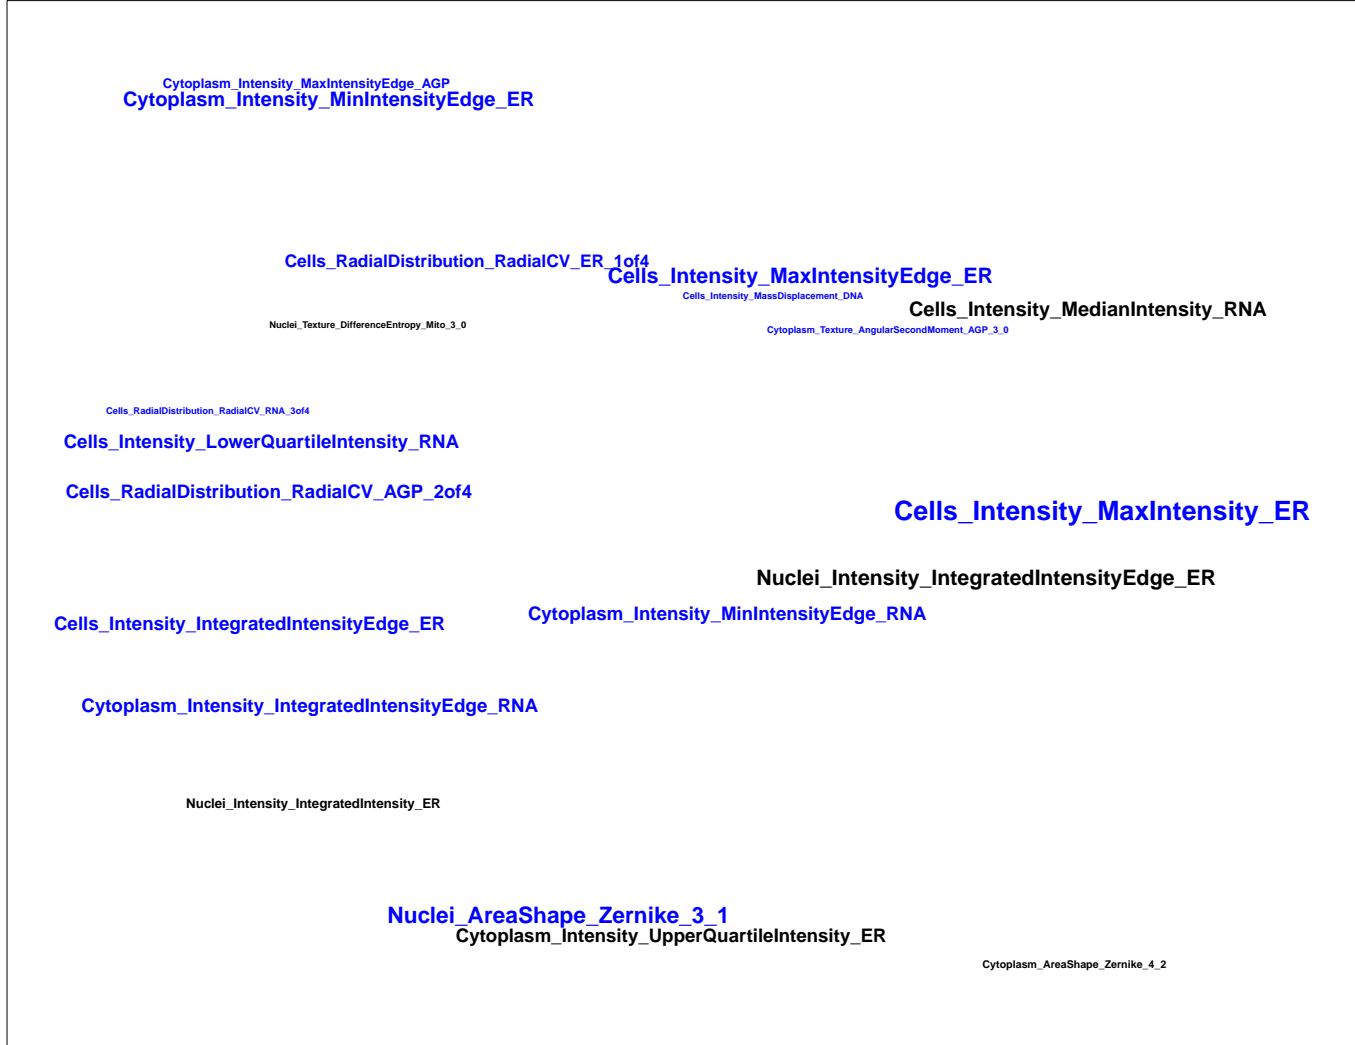 Cytoplasm_Intensity_MaxIntensityEdge_AGP
Cytoplasm_Intensity_MinIntensityEdge_ER
Cells_RadialDistribution_RadialCV_ER_1of4
Cells_Intensity_MaxIntensityEdge_ER
Cells_Intensity_MassDisplacement_DNA
Cells_Intensity_MedianIntensity_RNA
Nuclei_Texture_DifferenceEntropy_Mito_3_0
Cytoplasm_Texture_AngularSecondMoment_AGP_3_0
Cells_RadialDistribution_RadialCV_RNA_3of4
Cells_Intensity_LowerQuartileIntensity_RNA
Cells_RadialDistribution_RadialCV_AGP_2of4
Cells_Intensity_MaxIntensity_ER
Nuclei_Intensity_IntegratedIntensityEdge_ER
Cytoplasm_Intensity_MinIntensityEdge_RNA
Cells_Intensity_IntegratedIntensityEdge_ER
Cytoplasm_Intensity_IntegratedIntensityEdge_RNA
Nuclei_Intensity_IntegratedIntensity_ER
Nuclei_AreaShape_Zernike_3_1
Cytoplasm_Intensity_UpperQuartileIntensity_ER
Cytoplasm_AreaShape_Zernike_4_2